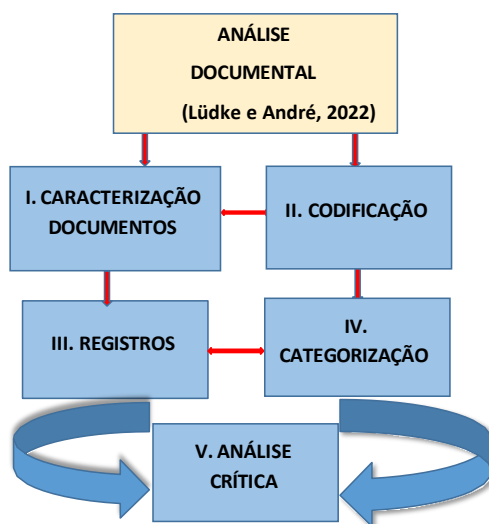 ANÁLISE
DOCUMENTAL
(Lüdke e André, 2022)
I. CARACTERIZAÇÃO
DOCUMENTOS
II. CODIFICAÇÃO
III. REGISTROS
IV.
CATEGORIZAÇÃO
V. ANÁLISE
CRÍTICA